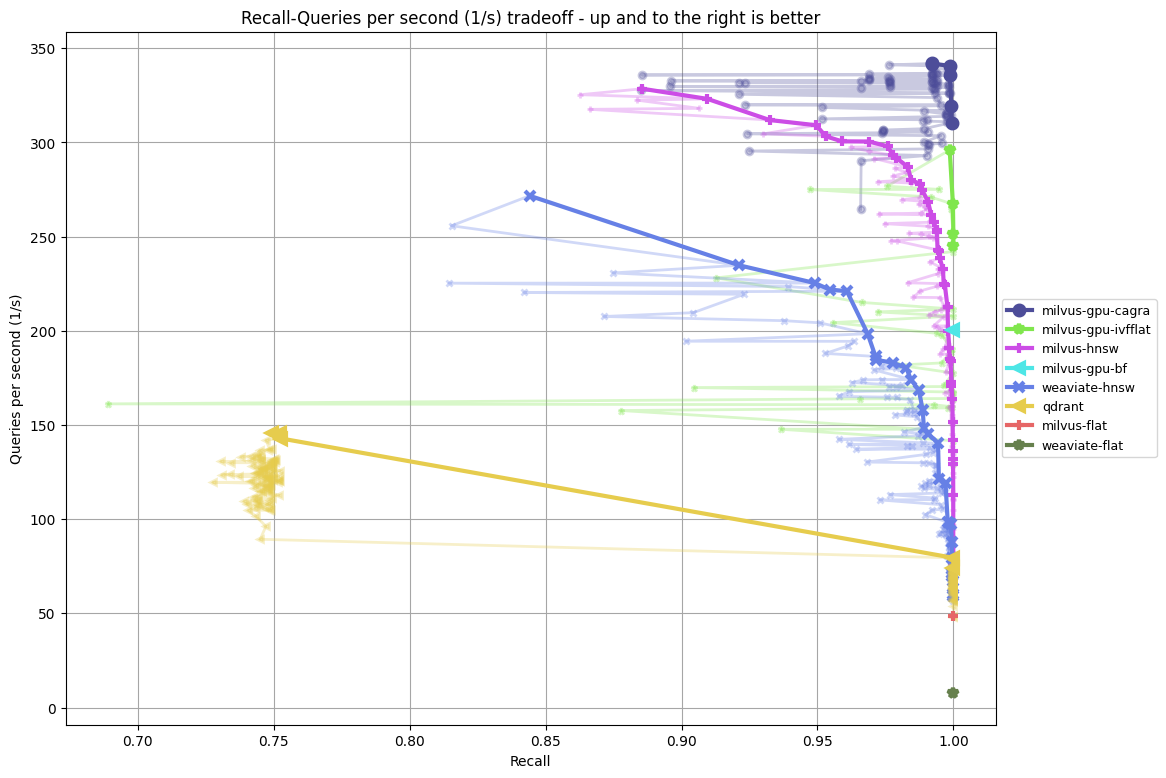 Recall-Queries per second (1/s) tradeoff - up and to the right is better
Queries per second (1/s)
350
300
250
200
150
100
50
0
0.70
0.75
0.80
0.85
0.90
0.95
1.00
Recall
milvus-gpu-cagra
milvus-gpu-ivfflat
milvus-hnsw
milvus-gpu-bf
weaviate-hnsw
qdrant
milvus-flat
weaviate-flat